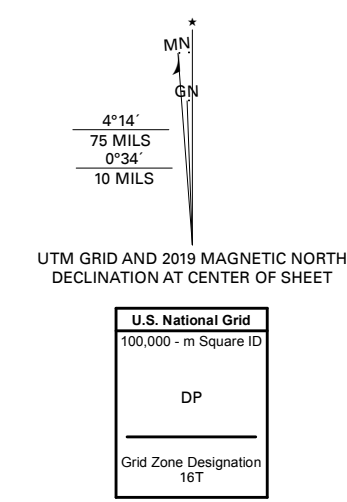 ★
MN
GN
4°14´
75 MILS
0°34´
10 MILS
UTM GRID AND 2019 MAGNETIC NORTH
DECLINATION AT CENTER OF SHEET
U.S. National Grid
100,000 - m Square ID
DP
Grid Zone Designation
16T